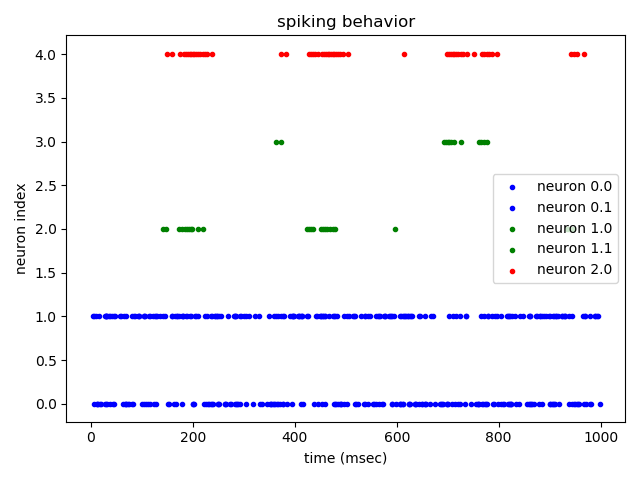 spiking behavior
4.0
3.5
3.0
2.5
2.0
1.5
1.0
0.5
0.0
neuron index
neuron 0.0
neuron 0.1
neuron 1.0
neuron 1.1
neuron 2.0
0 200 400 600 800 1000
time (msec)